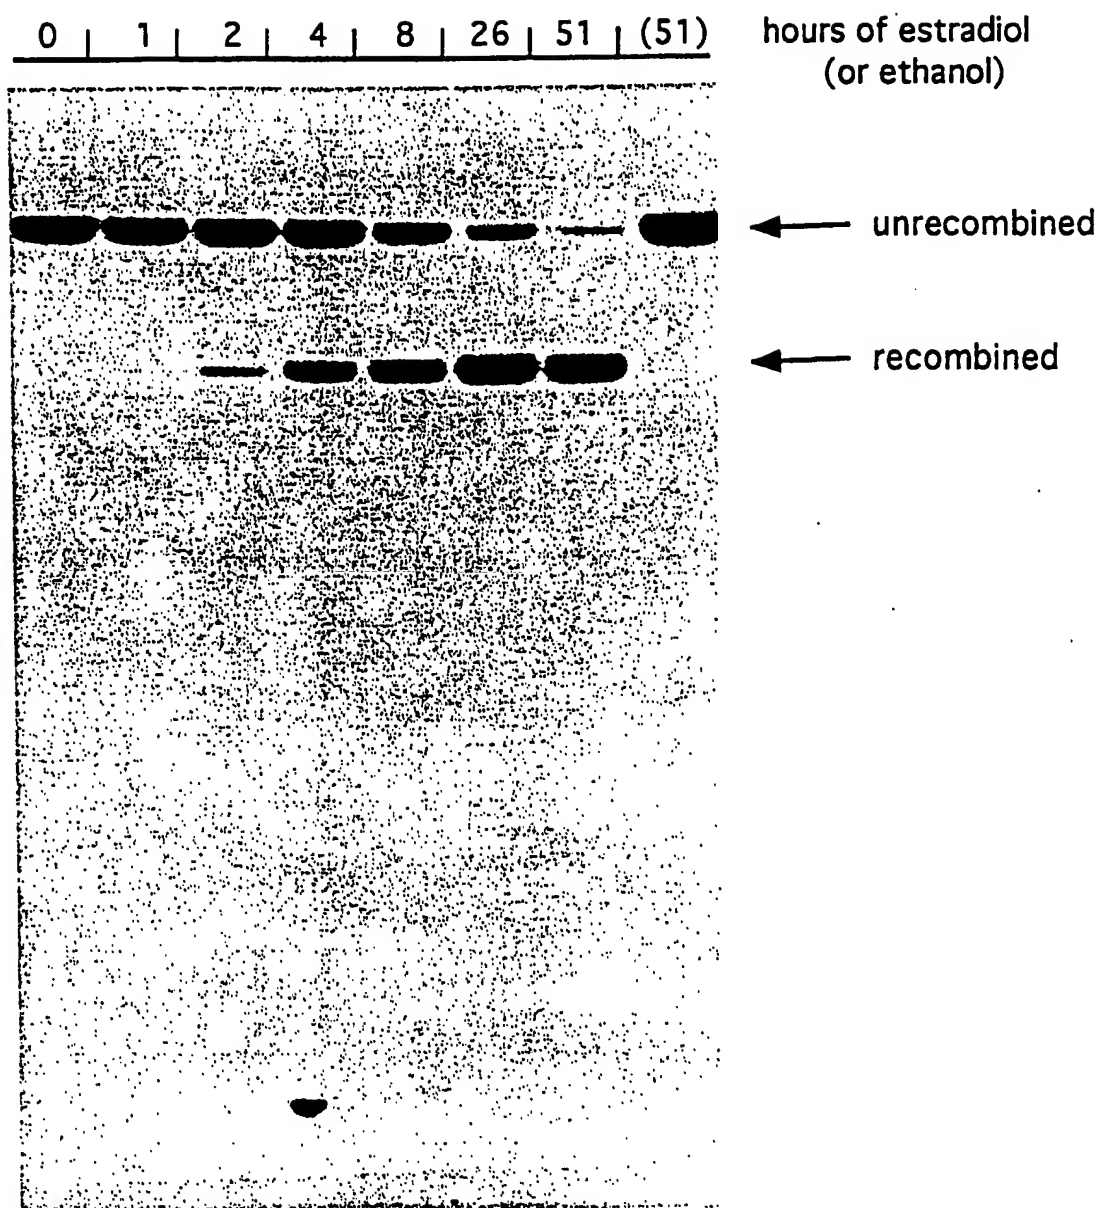 0 | 1 | 2 | 4 | 8 | 26 | 51 | (51) hours of estradiol
(or ethanol)
unrecombined
recombined